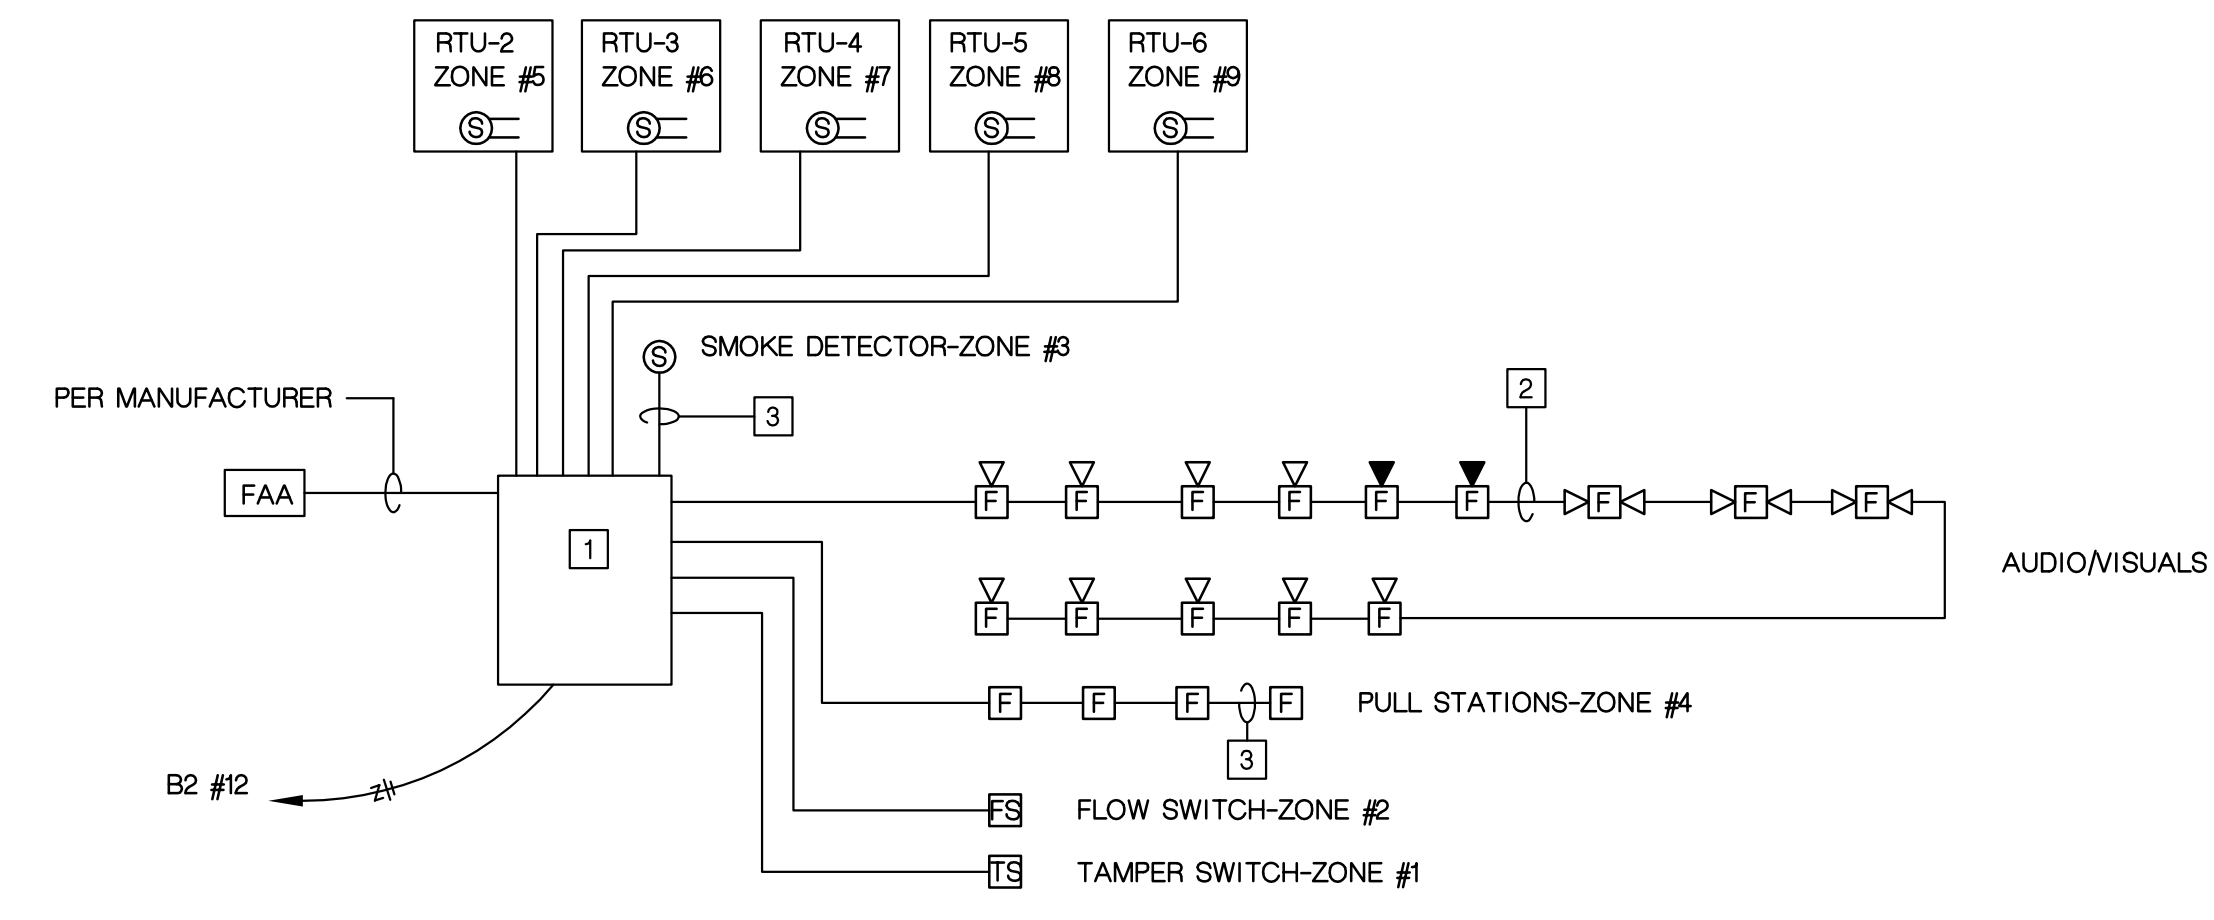 RTU-2
ZONE #5
S
RTU-3
ZONE #6
S
RTU-4
ZONE #7
S
RTU-5
ZONE #8
S
RTU-6
ZONE #9
S
S
SMOKE DETECTOR-ZONE #3
3
PER MANUFACTURER
FAA
1
2
F F F F F F F F F
AUDIO/VISUALS
F F F F F
F F F F
PULL STATIONS-ZONE #4
3
B2 #12
Z
FS
FLOW SWITCH-ZONE #2
TS
TAMPER SWITCH-ZONE #1